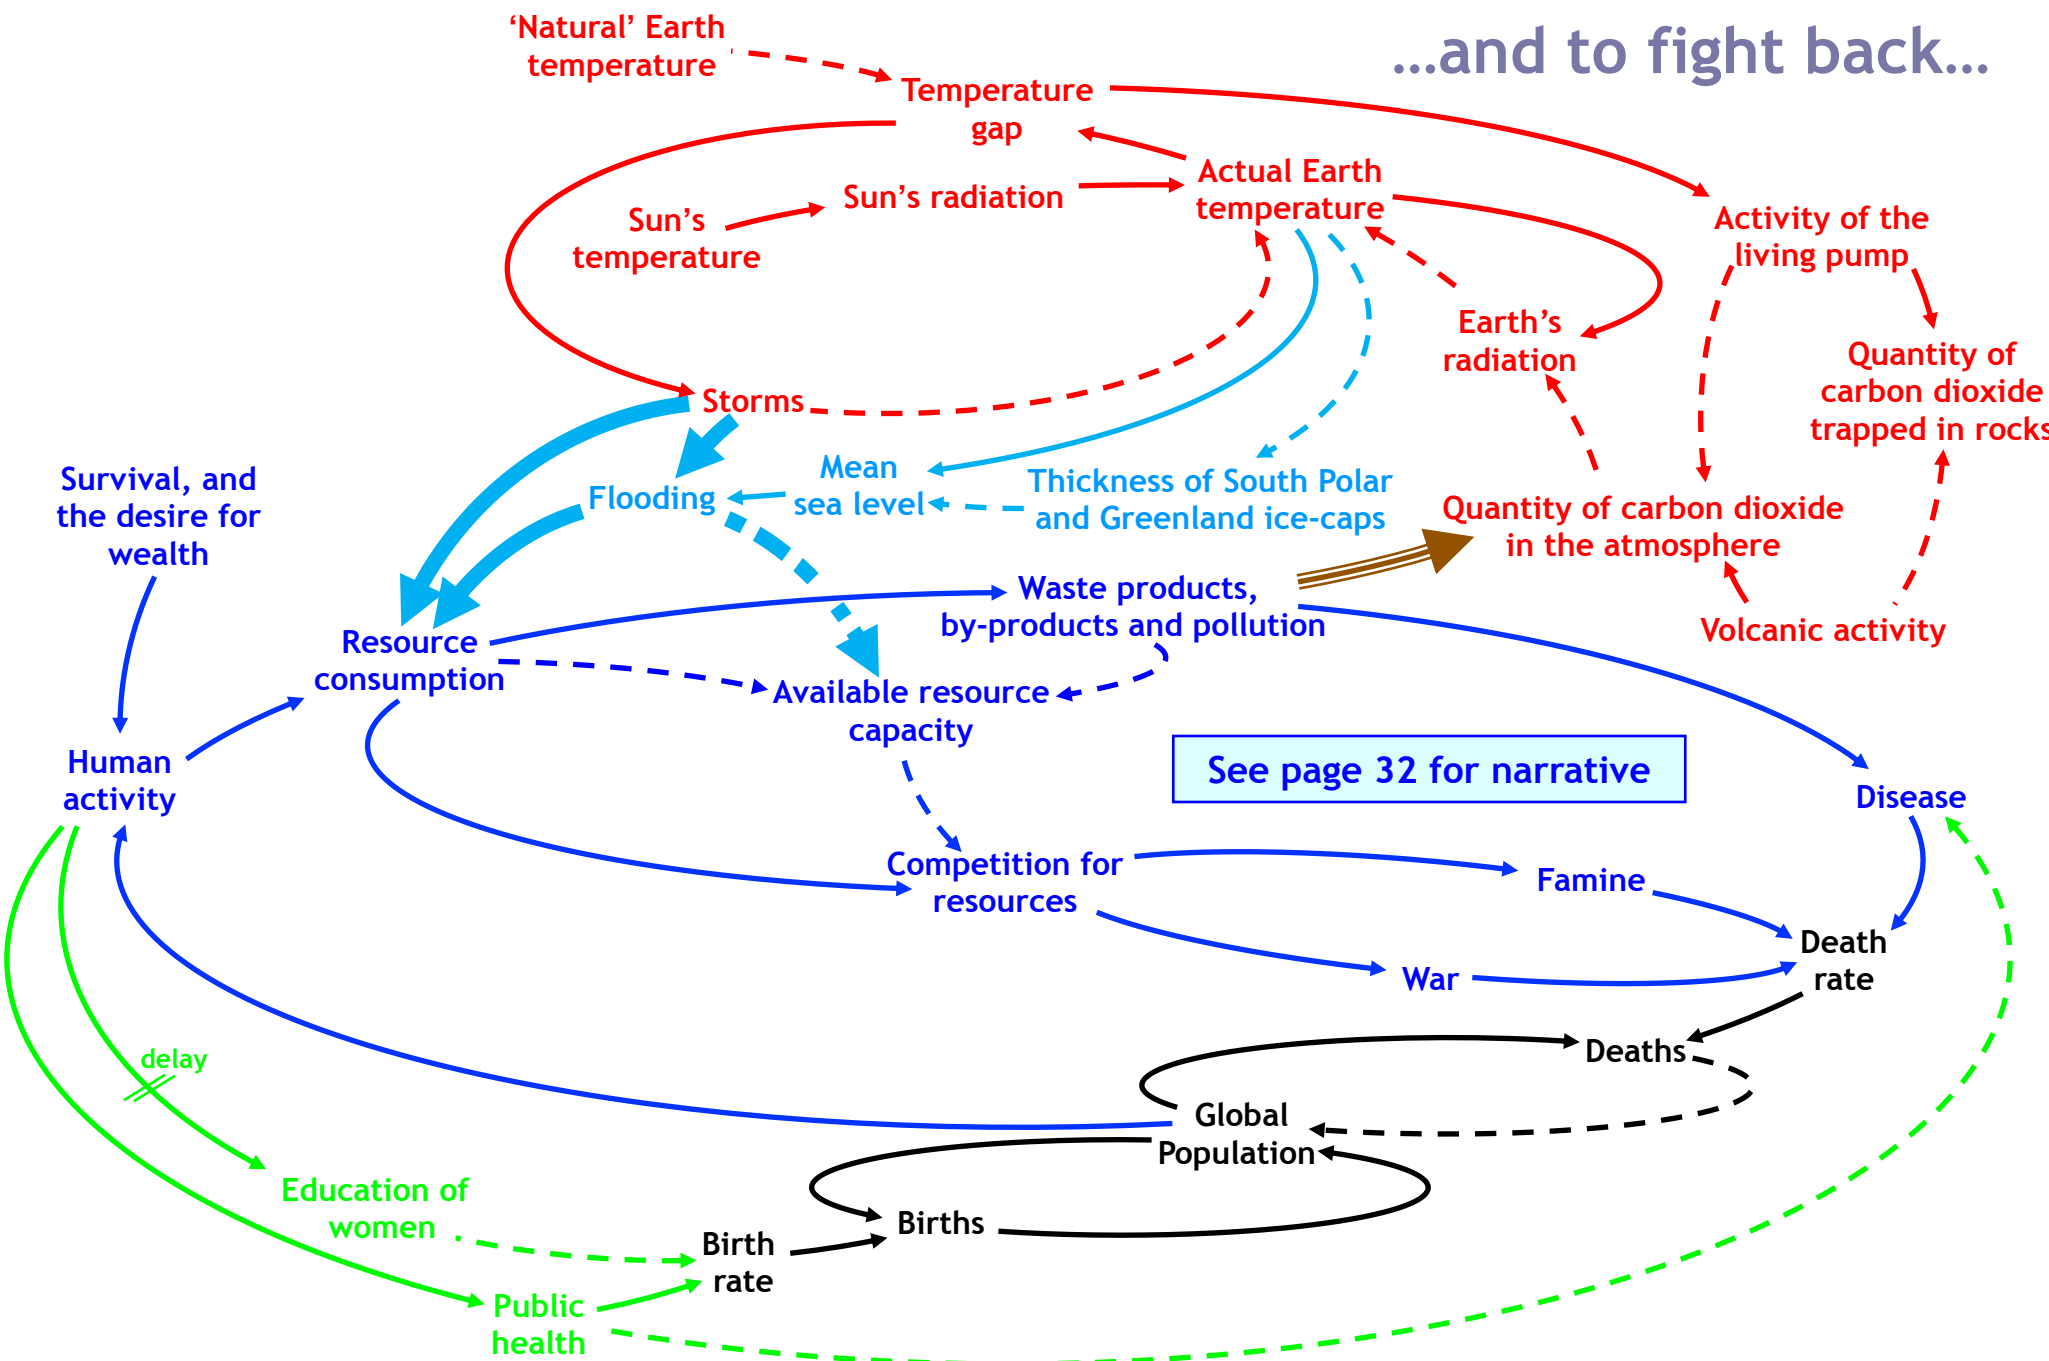 ‘Natural’ Earth
temperature
...and to fight back...
Temperature
gap
Actual Earth
temperature
Sun’s radiation
Sun’s
temperature
Activity of the
living pump
Earth’s
radiation
Quantity of
carbon dioxide
trapped in rocks
Storms
Survival, and
the desire for
wealth
Flooding
Mean
sea level
Thickness of South Polar
and Greenland ice-caps
Quantity of carbon dioxide
in the atmosphere
Waste products,
by-products and pollution
Volcanic activity
Resource
consumption
Available resource
capacity
Human
activity
See page 32 for narrative
Disease
Competition for
resources
Famine
Death
rate
War
Deaths
delay
Global
Population
Education of
women
Births
Birth
rate
Public
health